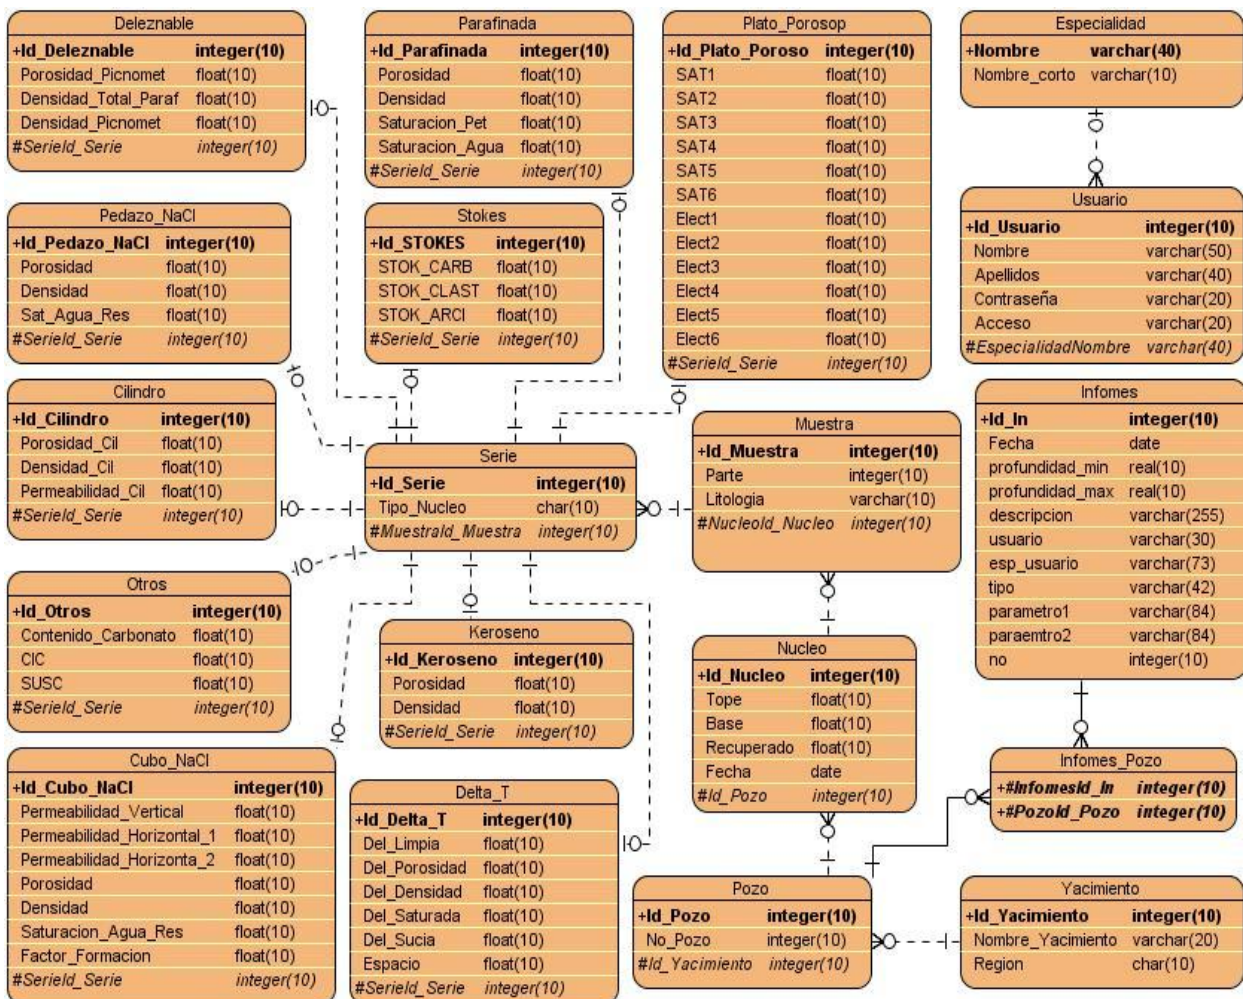 Deleznable
+Id_Deleznable integer(10)
Porosidad_Picnomet float(10)
Densidad_Total_Paraf float(10)
Densidad_Picnomet float(10)
#SerieId_Serie integer(10)
Parafinada
+Id_Parafinada integer(10)
Porosidad float(10)
Densidad float(10)
Saturacion_Pet float(10)
Saturacion_Agua float(10)
#SerieId_Serie integer(10)
Plato_Porosop
+Id_Plato_Poroso integer(10)
SAT1 float(10)
SAT2 float(10)
SAT3 float(10)
SAT4 float(10)
SAT5 float(10)
SAT6 float(10)
Elect1 float(10)
Elect2 float(10)
Elect3 float(10)
Elect4 float(10)
Elect5 float(10)
Elect6 float(10)
#SerieId_Serie integer(10)
Especialidad
+Nombre varchar(40)
Nombre_corto varchar(10)
Usuario
+Id_Usuario integer(10)
Nombre varchar(50)
Apellidos varchar(40)
Contraseña varchar(20)
Acceso varchar(20)
#EspecialidadNombre varchar(40)
Pedazo_NaCl
+Id_Pedazo_NaCl integer(10)
Porosidad float(10)
Densidad float(10)
Sat_Agua_Res float(10)
#SerieId_Serie integer(10)
Stokes
+Id_STOKES integer(10)
STOK_CARB float(10)
STOK_CLAST float(10)
STOK_ARCI float(10)
#SerieId_Serie integer(10)
Cilindro
+Id_Cilindro integer(10)
Porosidad_Cil float(10)
Densidad_Cil float(10)
Permeabilidad_Cil float(10)
#SerieId_Serie integer(10)
Serie
+Id_Serie integer(10)
Tipo_Nucleo char(10)
#MuestraId_Muestra integer(10)
Muestra
+Id_Muestra integer(10)
Parte integer(10)
Litologia varchar(10)
#NucleoId_Nucleo integer(10)
Infomes
+Id_In integer(10)
Fecha date
profundidad_min real(10)
profundidad_max real(10)
descripcion varchar(255)
usuario varchar(30)
esp_usuario varchar(73)
tipo varchar(42)
parametro1 varchar(84)
paraemtro2 varchar(84)
no integer(10)
Otros
+Id_Otros integer(10)
Contenido_Carbonato float(10)
CIC float(10)
SUSC float(10)
#SerieId_Serie integer(10)
Keroseno
+Id_Keroseno integer(10)
Porosidad float(10)
Densidad float(10)
#SerieId_Serie integer(10)
Nucleo
+Id_Nucleo integer(10)
Tope float(10)
Base float(10)
Recuperado float(10)
Fecha date
#Id_Pozo integer(10)
Infomes_Pozo
+#InfomesId_In integer(10)
+#PozoId_Pozo integer(10)
Cubo_NaCl
+Id_Cubo_NaCl integer(10)
Permeabilidad_Vertical float(10)
Permeabilidad_Horizontal_1 float(10)
Permeabilidad_Horizonta_2 float(10)
Porosidad float(10)
Densidad float(10)
Saturacion_Agua_Res float(10)
Factor_Formacion float(10)
#SerieId_Serie integer(10)
Delta_T
+Id_Delta_T integer(10)
Del_Limpia float(10)
Del_Porosidad float(10)
Del_Densidad float(10)
Del_Saturada float(10)
Del_Sucia float(10)
Espacio float(10)
#SerieId_Serie integer(10)
Pozo
+Id_Pozo integer(10)
No_Pozo integer(10)
#Id_Yacimiento integer(10)
Yacimiento
+Id_Yacimiento integer(10)
Nombre_Yacimiento varchar(20)
Region char(10)